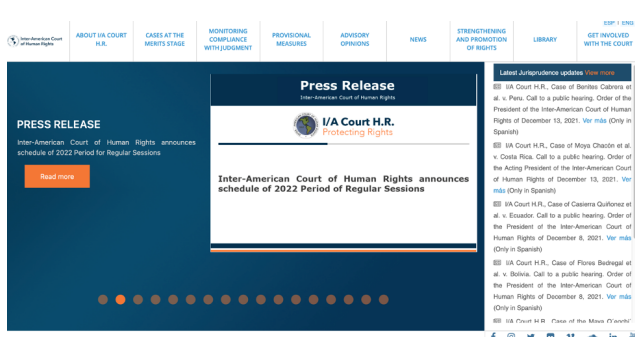 ESP | ENG
Inter-American Court
of Human Rights
ABOUT I/A COURT
H.R.
CASES AT THE
MERITS STAGE
MONITORING
COMPLIANCE
WITH JUDGMENT
PROVISIONAL
MEASURES
ADVISORY
OPINIONS
NEWS
STRENGTHENING
AND PROMOTION
OF RIGHTS
LIBRARY
GET INVOLVED
WITH THE COURT
PRESS RELEASE
Inter-American Court of Human Rights announces
schedule of 2022 Period for Regular Sessions
Read more
Press Release
Inter-American Court of Human Rights
I/A Court H.R.
Protecting Rights
Inter-American Court of Human Rights announces
schedule of 2022 Period of Regular Sessions
Latest Jurisprudence updates View more
I/A Court H.R., Case of Benites Cabrera et
al. v. Peru. Call to a public hearing. Order of the
President of the Inter-American Court of Human
Rights of December 13, 2021. Ver más (Only in
Spanish)
I/A Court H.R., Case of Moya Chacón et al.
v. Costa Rica. Call to a public hearing. Order of
the Acting President of the Inter-American Court
of Human Rights of December 13, 2021. Ver
más (Only in Spanish)
I/A Court H.R., Case of Casierra Quiñonez et
al. v. Ecuador. Call to a public hearing. Order of
the President of the Inter-American Court of
Human Rights of December 8, 2021. Ver más
(Only in Spanish)
I/A Court H.R., Case of Flores Bedregal et
al. v. Bolivia. Call to a public hearing. Order of
the President of the Inter-American Court of
Human Rights of December 8, 2021. Ver más
(Only in Spanish)
I/A Court H.R., Case of the Maya Q'eqchi'